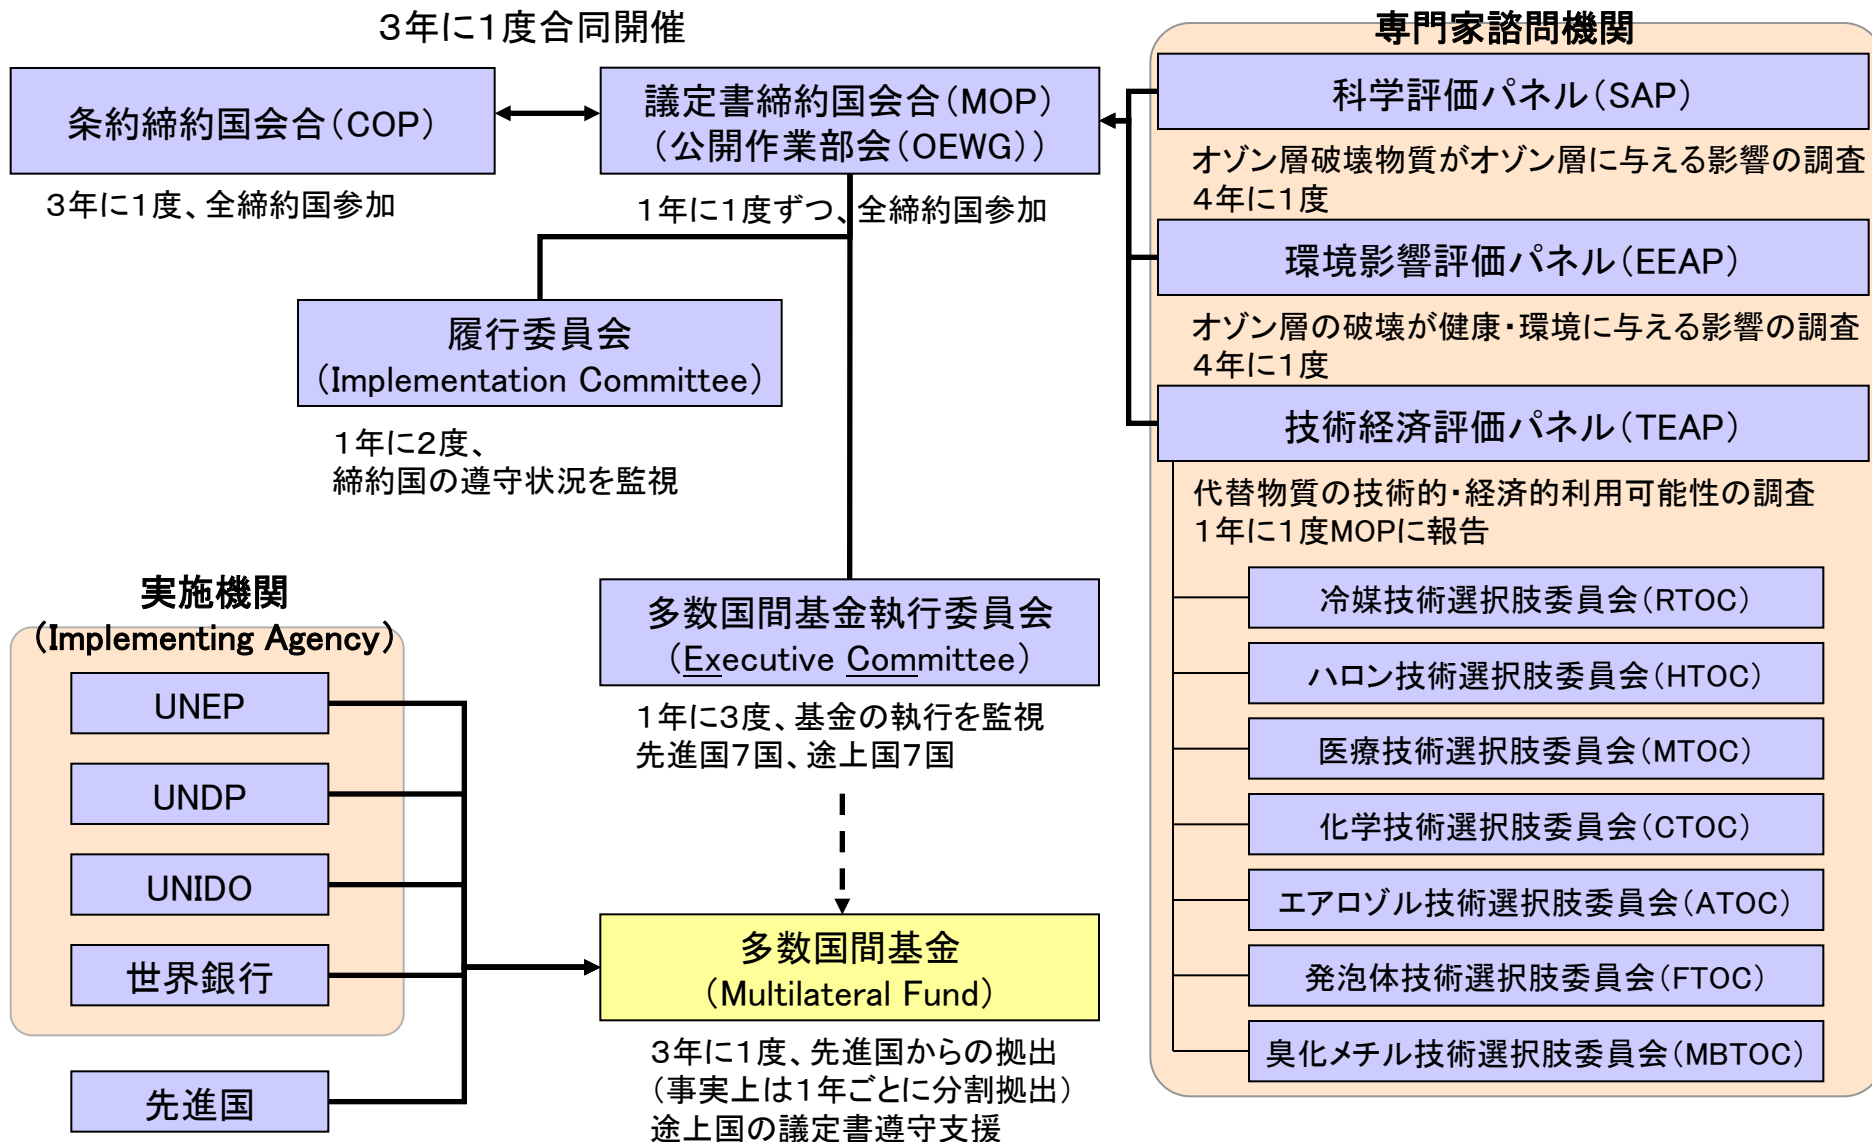 3年に1度合同開催
条約締約国会合(COP)
3年に1度、全締約国参加
議定書締約国会合(MOP)
(公開作業部会(OEWG))
1年に1度ずつ、全締約国参加
履行委員会
(Implementation Committee)
1年に2度、
締約国の遵守状況を監視
多数国間基金執行委員会
(Executive Committee)
1年に3度、基金の執行を監視
先進国7国、途上国7国
多数国間基金
(Multilateral Fund)
3年に1度、先進国からの拠出
(事実上は1年ごとに分割拠出)
途上国の議定書遵守支援
実施機関
(Implementing Agency)
UNEP
UNDP
UNIDO
世界銀行
先進国
専門家諮問機関
科学評価パネル(SAP)
オゾン層破壊物質がオゾン層に与える影響の調査
4年に1度
環境影響評価パネル(EEAP)
オゾン層の破壊が健康・環境に与える影響の調査
4年に1度
技術経済評価パネル(TEAP)
代替物質の技術的・経済的利用可能性の調査
1年に1度MOPに報告
冷媒技術選択肢委員会(RTOC)
ハロン技術選択肢委員会(HTOC)
医療技術選択肢委員会(MTOC)
化学技術選択肢委員会(CTOC)
エアロゾル技術選択肢委員会(ATOC)
発泡体技術選択肢委員会(FTOC)
臭化メチル技術選択肢委員会(MBTOC)